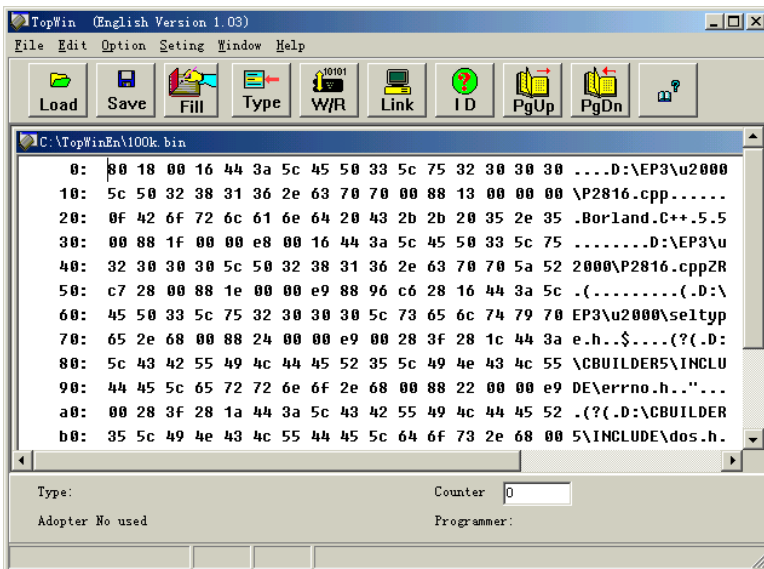 TopWin (English Version 1.03)
File Edit Option Seting Window Help
10101
Load Save Fill Type W/R Link ID PgUp PgDn
C:\TopWinEn\100k.bin
0: 80 18 00 16 44 3a 5c 45 50 33 5c 75 32 30 30 30 ....D:\EP3\u2000
10: 5c 50 32 38 31 36 2e 63 70 70 00 88 13 00 00 00 \P2816.cpp......
20: 0f 42 6f 72 6c 61 6e 64 20 43 2b 2b 20 35 2e 35 .Borland.C++.5.5
30: 00 88 1f 00 00 e8 00 16 44 3a 5c 45 50 33 5c 75 ........D:\EP3\u
40: 32 30 30 30 5c 50 32 38 31 36 2e 63 70 70 5a 52 2000\P2816.cppZR
50: c7 28 00 88 1e 00 00 e9 88 96 c6 28 16 44 3a 5c .(.........(.D:\
60: 45 50 33 5c 75 32 30 30 30 5c 73 65 6c 74 79 70 EP3\u2000\seltyp
70: 65 2e 68 00 88 24 00 00 e9 00 28 3f 28 1c 44 3a e.h..$....(?(.D:
80: 5c 43 42 55 49 4c 44 45 52 35 5c 49 4e 43 4c 55 \CBUILDER5\INCLU
90: 44 45 5c 65 72 72 6e 6f 2e 68 00 88 22 00 00 e9 DE\errno.h.."...
a0: 00 28 3f 28 1a 44 3a 5c 43 42 55 49 4c 44 45 52 .(?(.D:\CBUILDER
b0: 35 5c 49 4e 43 4c 55 44 45 5c 64 6f 73 2e 68 00 5\INCLUDE\dos.h.
Type: Counter 0
Adopter No used Programmer: